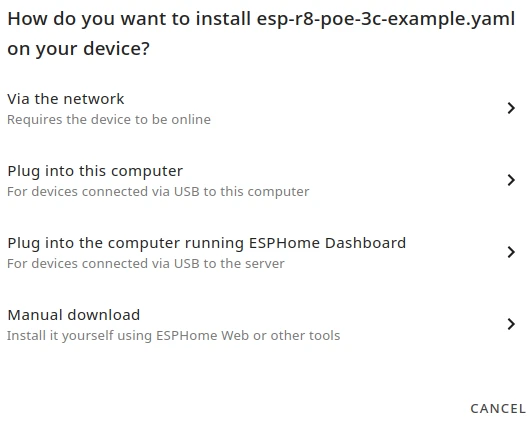 How do you want to install esp-r8-poe-3c-example.yaml
on your device?
Via the network
Requires the device to be online
Plug into this computer
For devices connected via USB to this computer
Plug into the computer running ESPHome Dashboard
For devices connected via USB to the server
Manual download
Install it yourself using ESPHome Web or other tools
CANCEL